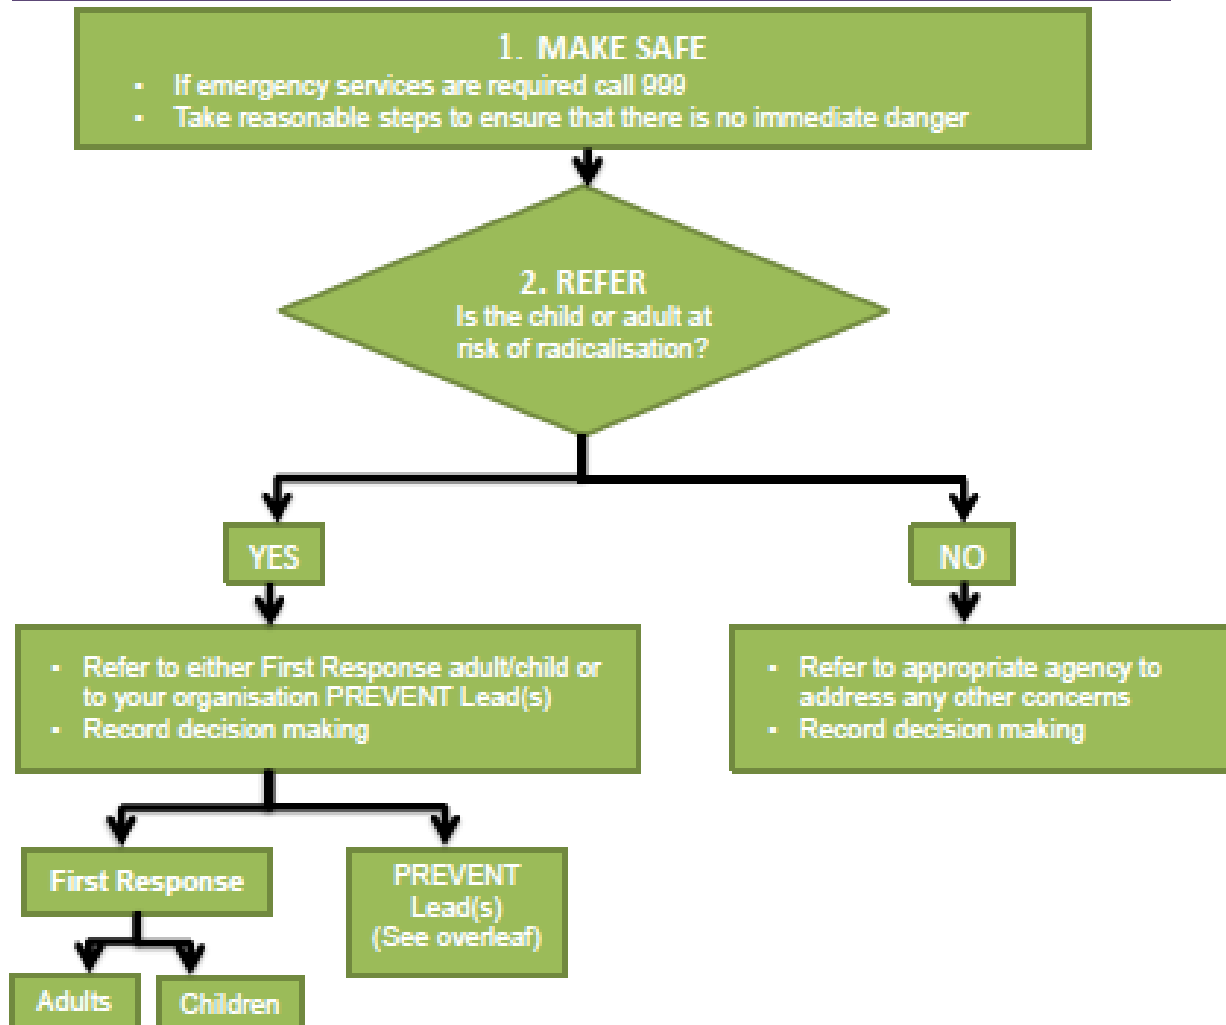 1. MAKE SAFE
▪ If emergency services are required call 999
▪ Take reasonable steps to ensure that there is no immediate danger
2. REFER
Is the child or adult at
risk of radicalisation?
YES
NO
▪ Refer to either First Response adult/child or
to your organisation PREVENT Lead(s)
▪ Record decision making
▪ Refer to appropriate agency to
address any other concerns
▪ Record decision making
First Response
PREVENT
Lead(s)
(See overleaf)
Adults
Children